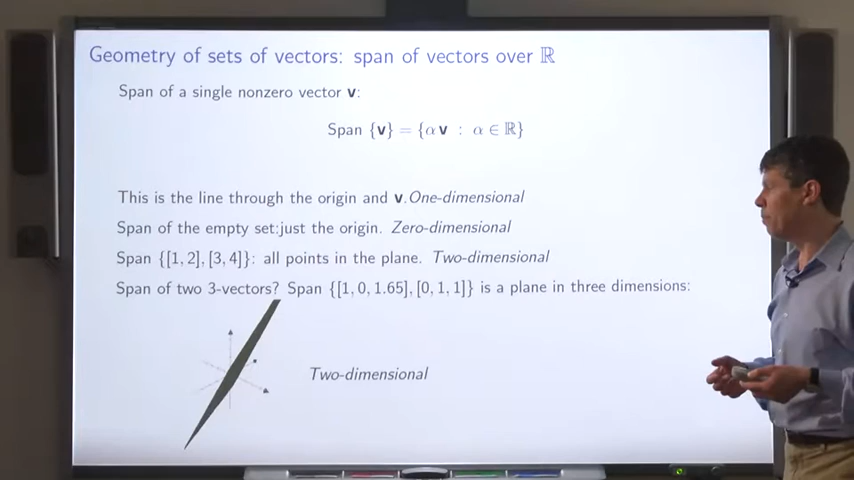 Geometry of sets of vectors: span of vectors over ℝ
Span of a single nonzero vector v:
Span {v} = {α v : α ∈ ℝ}
This is the line through the origin and v.One-dimensional
Span of the empty set:just the origin. Zero-dimensional
Span {[1, 2], [3, 4]}: all points in the plane. Two-dimensional
Span of two 3-vectors? Span {[1, 0, 1.65], [0, 1, 1]} is a plane in three dimensions:
Two-dimensional